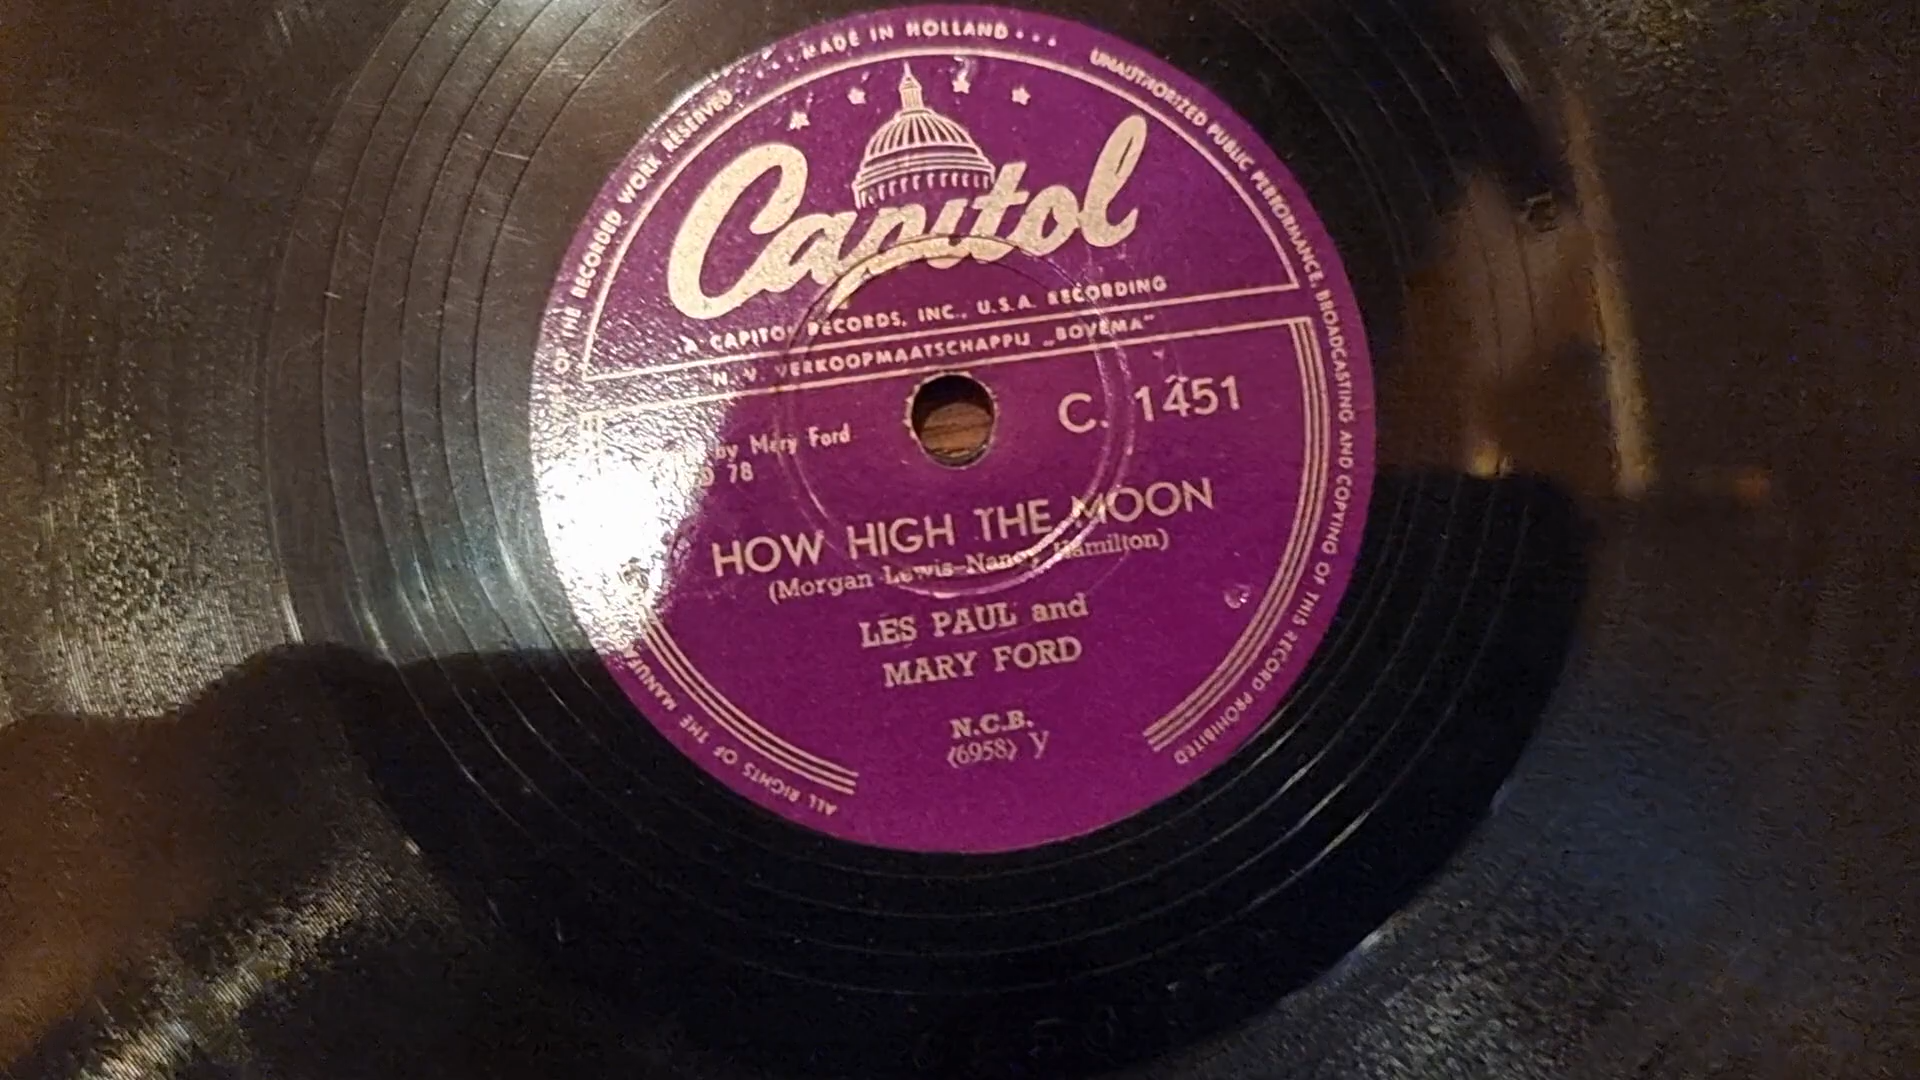 MADE IN HOLLAND
Capitol
A CAPITOL RECORDS, INC., U.S.A. RECORDING
N. V. VERKOOPMAATSCHAPPIJ „BOVEMA"
by Mary Ford
78
C. 1451
HOW HIGH THE MOON
(Morgan Lewis-Nancy Hamilton)
LES PAUL and
MARY FORD
N.C.B.
(6958) y
ALL RIGHTS OF THE OF THE RECORDED WORK RESERVED
UNAUTHORIZED PUBLIC PERFORMANCE, BROADCASTING AND COPYING OF THIS RECORD PROHIBITED